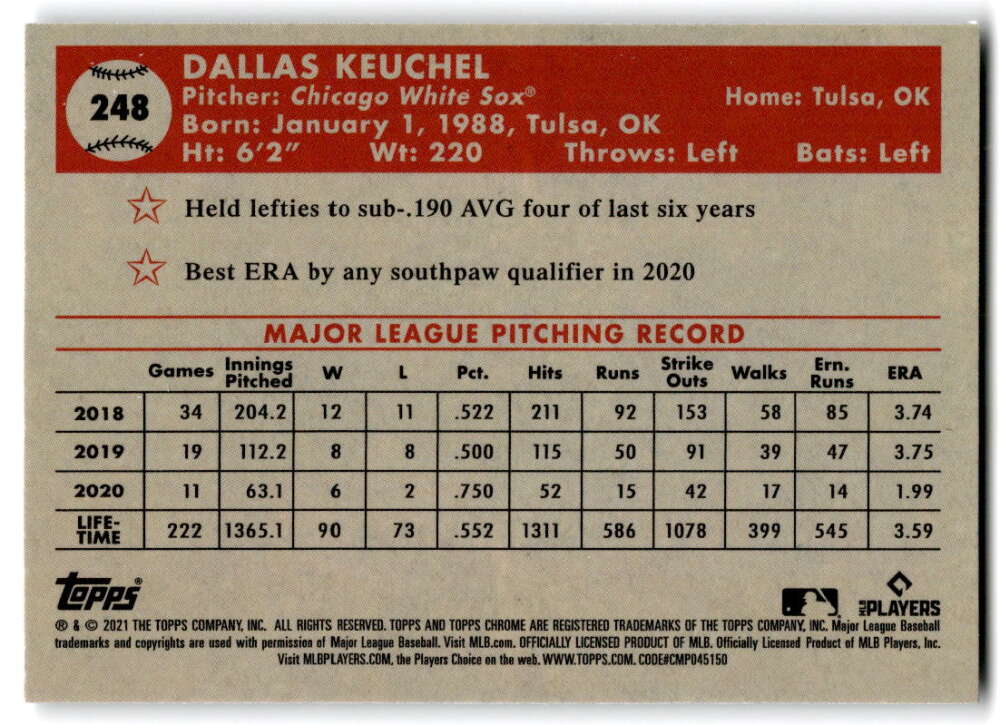 248
DALLAS KEUCHEL
Pitcher: Chicago White Sox® Home: Tulsa, OK
Born: January 1, 1988, Tulsa, OK
Ht: 6'2" Wt: 220 Throws: Left Bats: Left
Held lefties to sub-.190 AVG four of last six years
Best ERA by any southpaw qualifier in 2020
MAJOR LEAGUE PITCHING RECORD
Games Innings Pitched W L Pct. Hits Runs Strike Outs Walks Ern. Runs ERA
2018 34 204.2 12 11 .522 211 92 153 58 85 3.74
2019 19 112.2 8 8 .500 115 50 91 39 47 3.75
2020 11 63.1 6 2 .750 52 15 42 17 14 1.99
LIFE-TIME 222 1365.1 90 73 .552 1311 586 1078 399 545 3.59
Topps® MLB PLAYERS
® & © 2021 THE TOPPS COMPANY, INC. ALL RIGHTS RESERVED. TOPPS AND TOPPS CHROME ARE REGISTERED TRADEMARKS OF THE TOPPS COMPANY, INC. Major League Baseball
trademarks and copyrights are used with permission of Major League Baseball. Visit MLB.com. OFFICIALLY LICENSED PRODUCT OF MLB. Officially Licensed Product of MLB Players, Inc.
Visit MLBPLAYERS.COM, the Players Choice on the web. WWW.TOPPS.COM. CODE#CMP045150